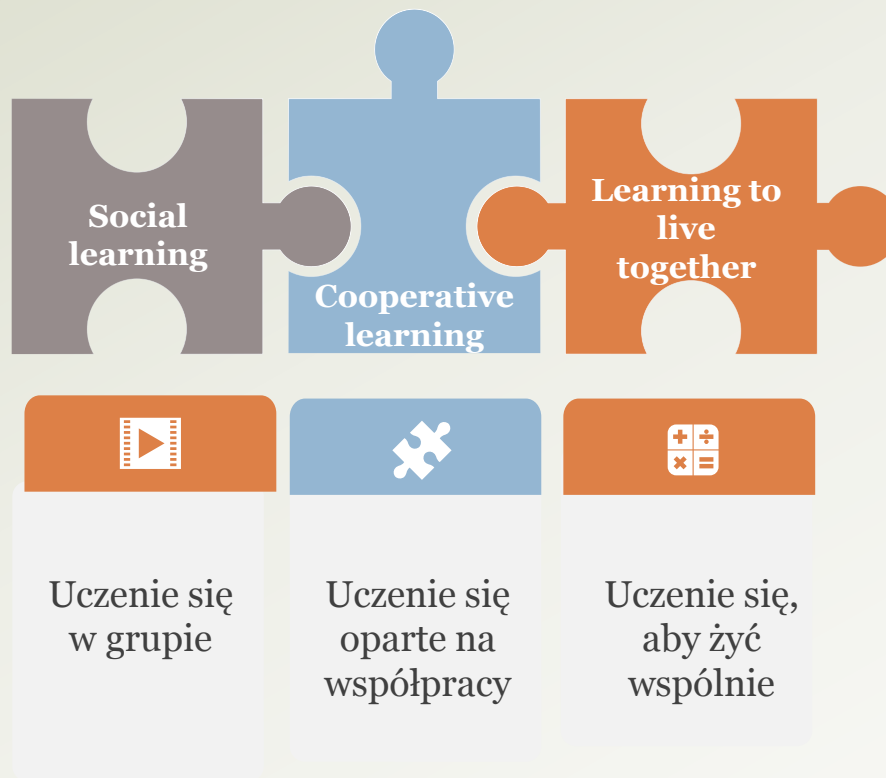 Social
learning
Cooperative
learning
Learning to
live
together
Uczenie się
w grupie
Uczenie się
oparte na
współpracy
Uczenie się,
aby żyć
wspólnie